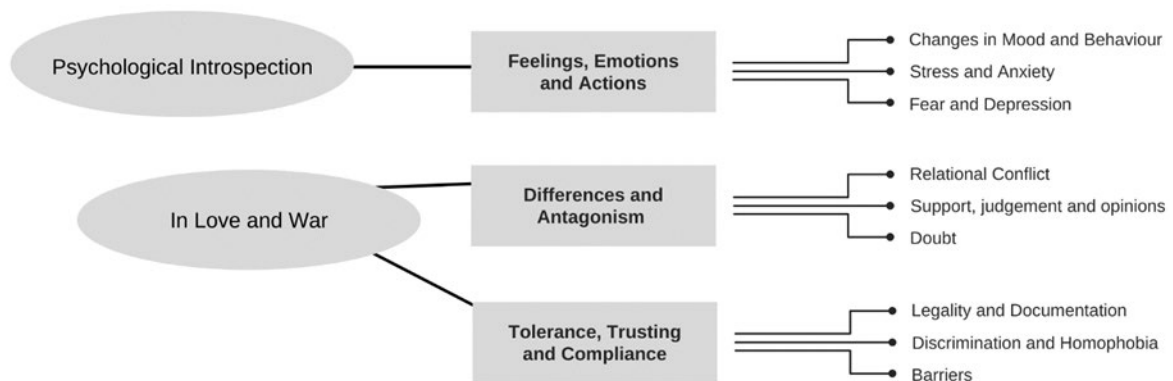 Psychological Introspection
Feelings, Emotions
and Actions
Changes in Mood and Behaviour
Stress and Anxiety
Fear and Depression
In Love and War
Differences and
Antagonism
Relational Conflict
Support, judgement and opinions
Doubt
Tolerance, Trusting
and Compliance
Legality and Documentation
Discrimination and Homophobia
Barriers